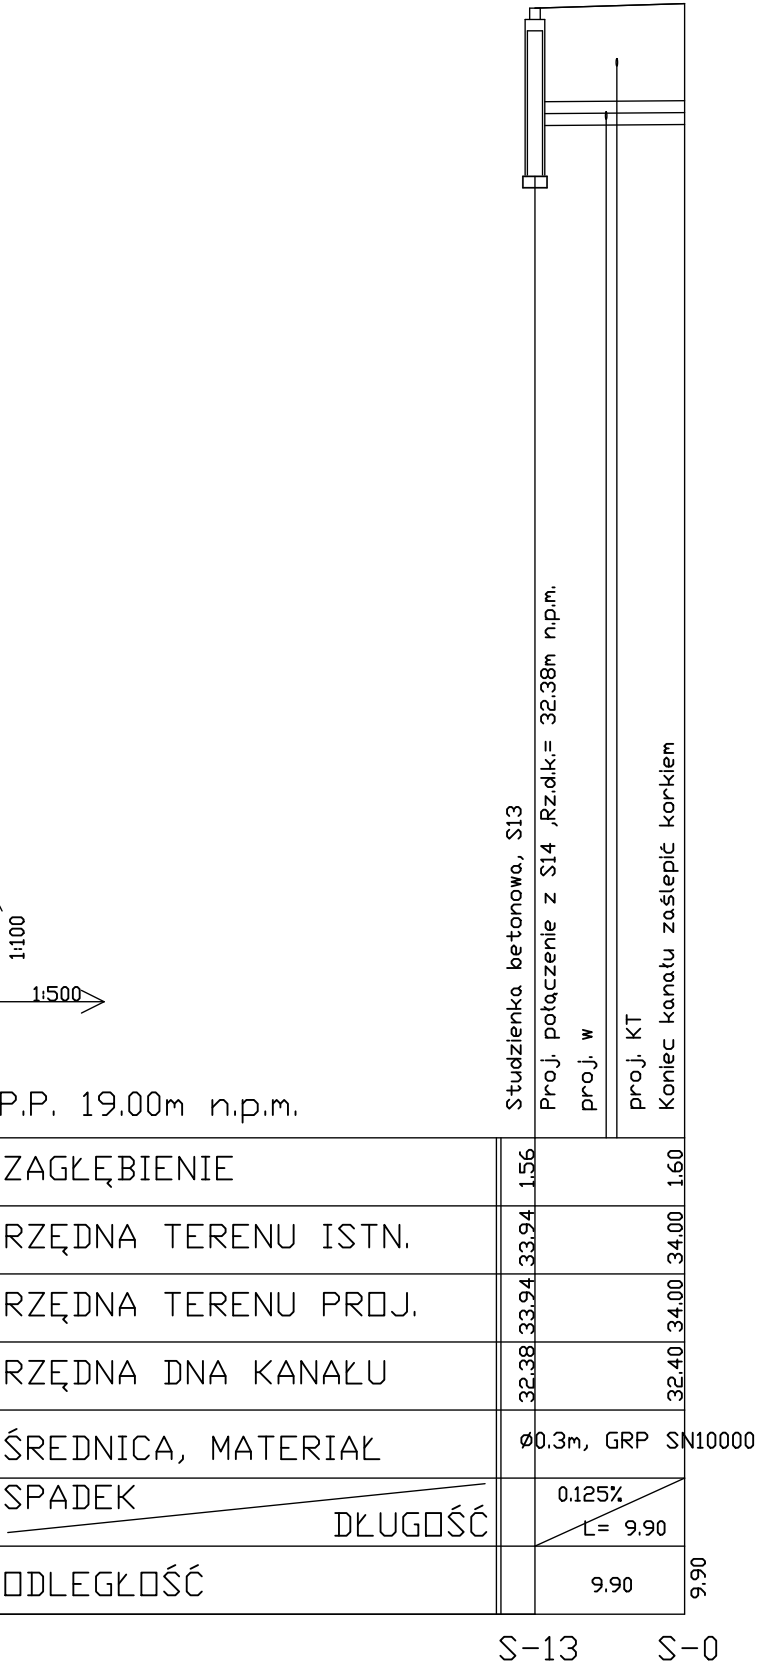 Studzienka betonowa, S13
Proj. połączenie z S14 ,Rz.d.k.= 32.38m n.p.m.
proj. w
proj. KT
Koniec kanału zaślepić korkiem
1:100
1:500
P.P. 19.00m n.p.m.
ZAGŁĘBIENIE 1.56 1.60
RZĘDNA TERENU ISTN. 33.94 34.00
RZĘDNA TERENU PROJ. 33.94 34.00
RZĘDNA DNA KANAŁU 32.38 32.40
ŚREDNICA, MATERIAŁ ø0.3m, GRP SN10000
SPADEK 0.125%
DŁUGOŚĆ L= 9.90
ODLEGŁOŚĆ 9.90 9.90
S-13 S-0